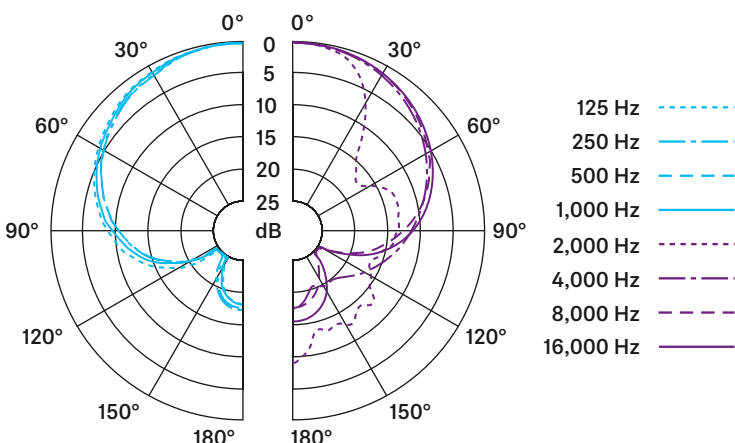 0° 0°
30° 0 30°
5
10
60° 15 60°
20
25
90° dB 90°
120° 120°
150° 150°
180° 180°
125 Hz
250 Hz
500 Hz
1,000 Hz
2,000 Hz
4,000 Hz
8,000 Hz
16,000 Hz